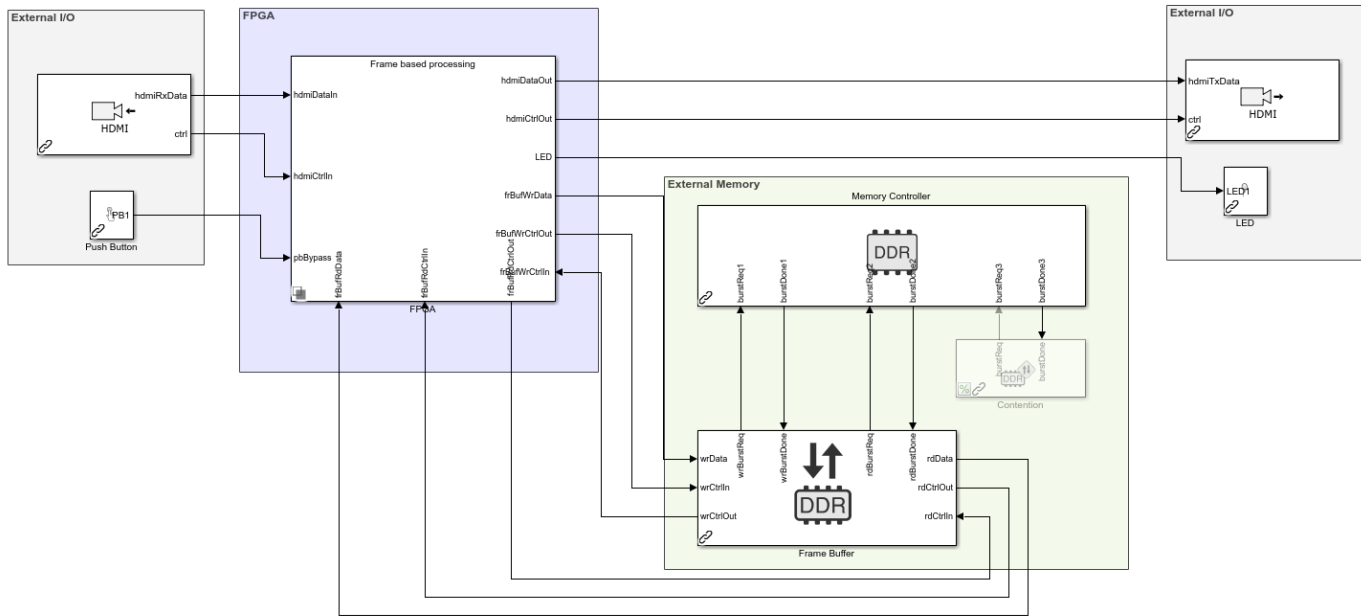 External I/O
hdmiRxData
HDMI
ctrl
PB1
Push Button
FPGA
Frame based processing
hdmiDataIn
hdmiCtrlIn
pbBypass
hdmiDataOut
hdmiCtrlOut
LED
frBufWrData
frBufWrCtrlOut
frBufWrCtrlIn
frBufRdData
frBufRdCtrlIn
frBufRdCtrlOut
FPGA
External I/O
hdmiTxData
HDMI
ctrl
LED1
LED
External Memory
Memory Controller
DDR
burstReq1
burstDone1
burstReq2
burstDone2
burstReq3
burstDone3
burstReq
burstDone
DDR
Contention
wrBurstReq
wrBurstDone
rdBurstReq
rdBurstDone
wrData
wrCtrlIn
wrCtrlOut
DDR
rdData
rdCtrlOut
rdCtrlIn
Frame Buffer